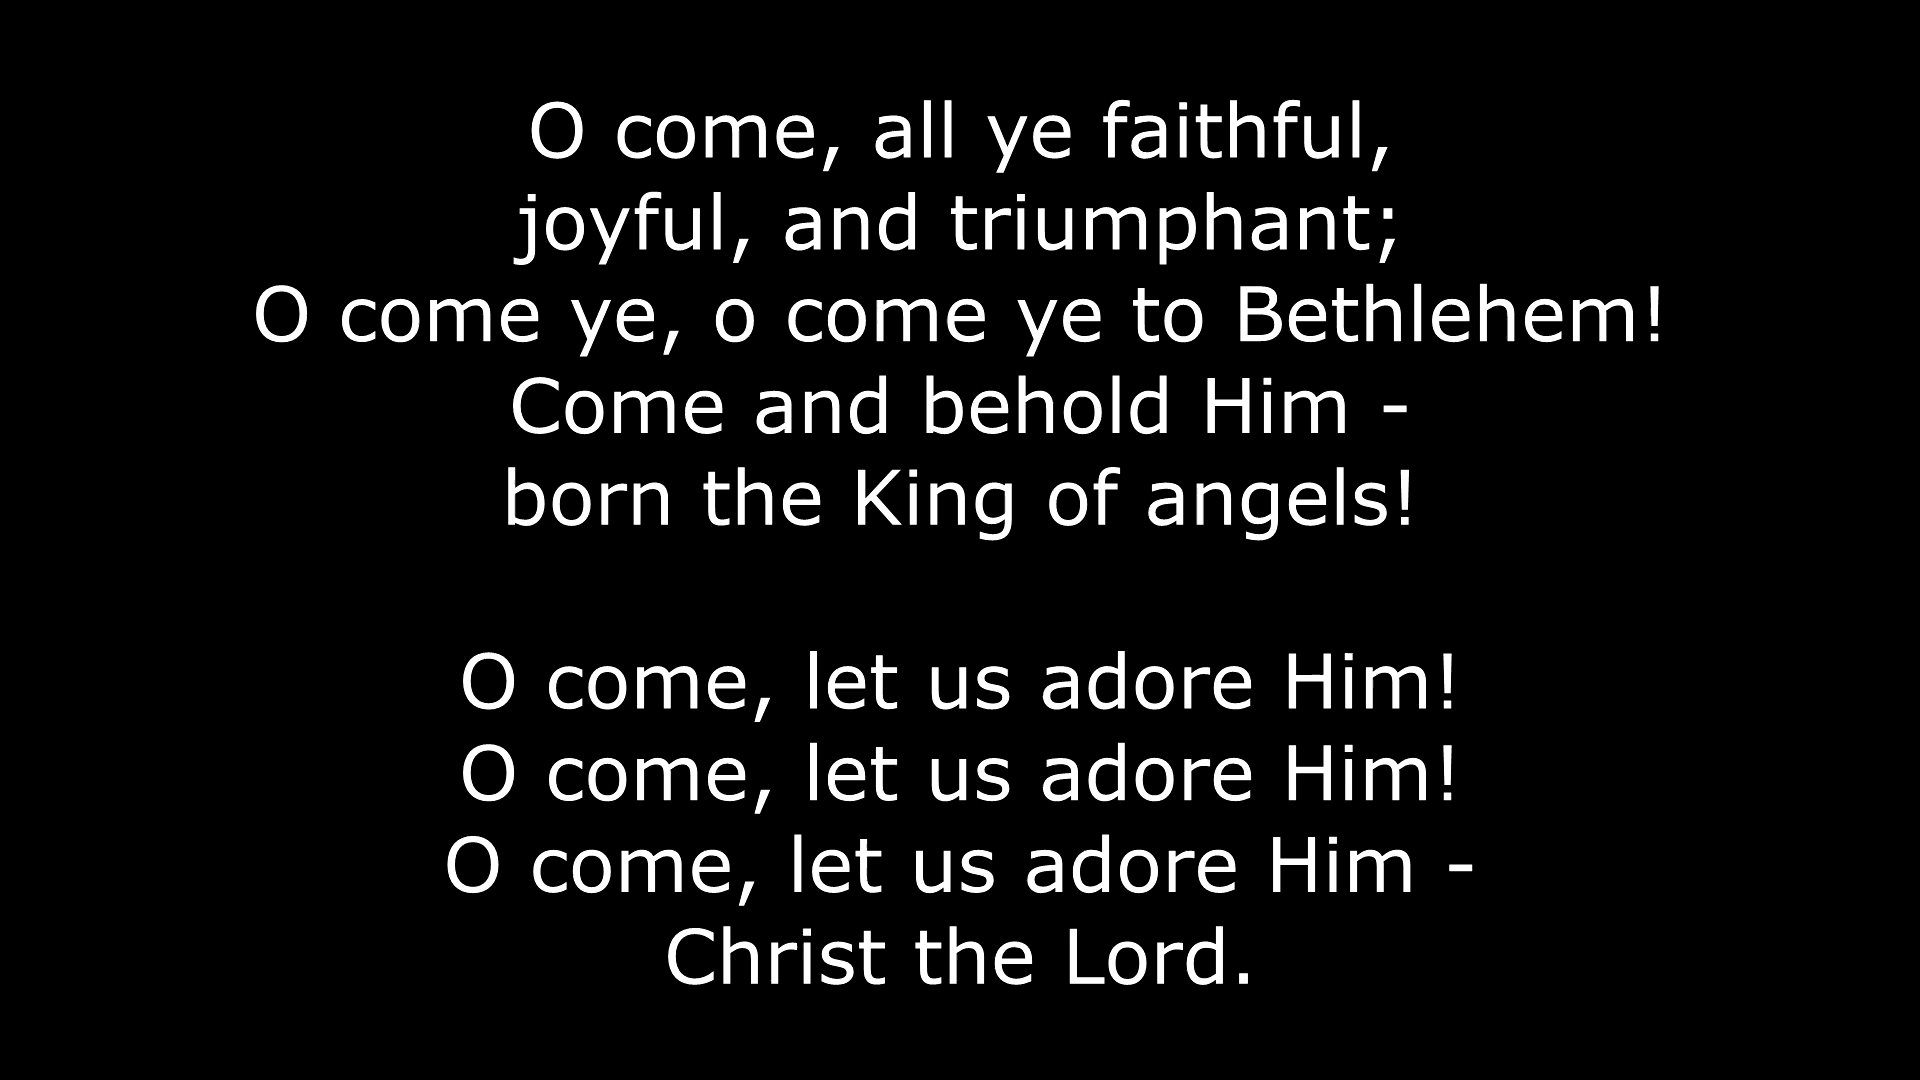 O come, all ye faithful,
joyful, and triumphant;
O come ye, o come ye to Bethlehem!
Come and behold Him -
born the King of angels!
O come, let us adore Him!
O come, let us adore Him!
O come, let us adore Him -
Christ the Lord.